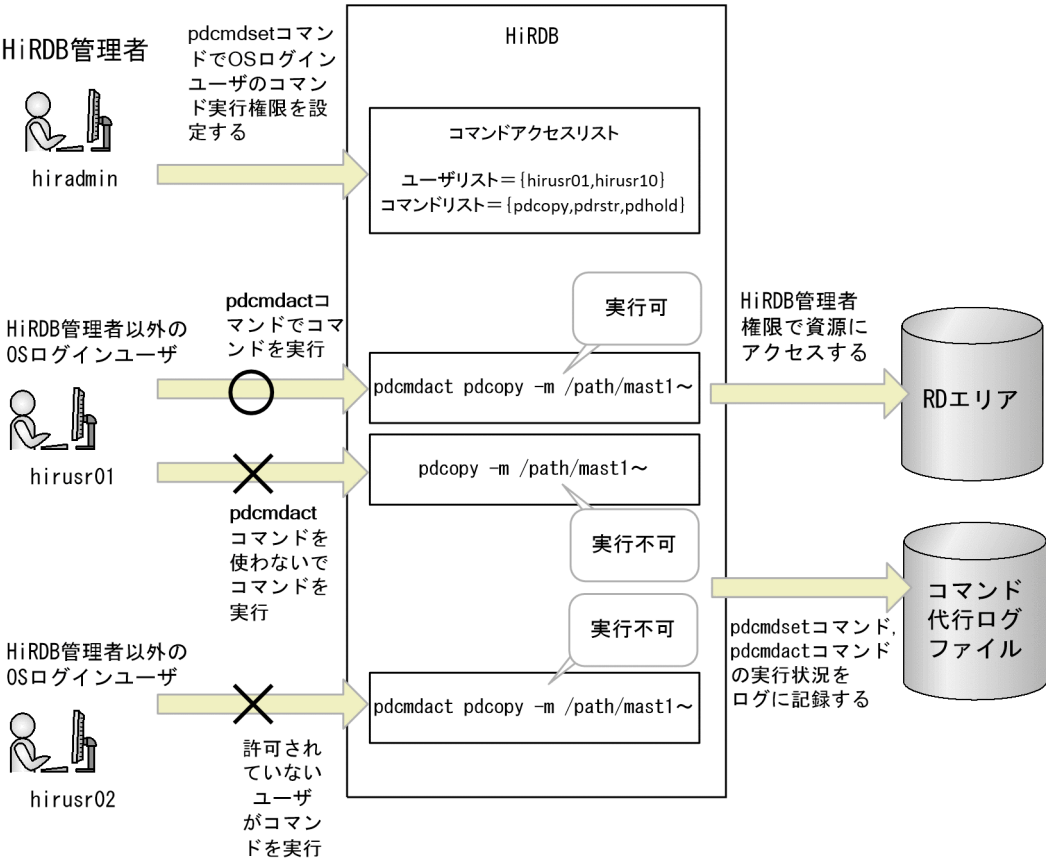 HiRDB管理者
hiradmin
pdcmdsetコマン
ドでOSログイン
ユーザのコマン
ド実行権限を設
定する
HiRDB
コマンドアクセスリスト
ユーザリスト＝{hirusr01,hirusr10}
コマンドリスト＝{pdcopy,pdrstr,pdhold}
HiRDB管理者以外の
OSログインユーザ
hirusr01
pdcmdactコ
マンドでコマ
ンドを実行
実行可
pdcmdact pdcopy -m /path/mast1～
HiRDB管理者
権限で資源に
アクセスする
RDエリア
pdcmdact
コマンドを
使わないで
コマンドを
実行
pdcopy -m /path/mast1～
実行不可
HiRDB管理者以外の
OSログインユーザ
hirusr02
許可され
ていない
ユーザ
がコマン
ドを実行
実行不可
pdcmdact pdcopy -m /path/mast1～
pdcmdsetコマンド,
pdcmdactコマンド
の実行状況を
ログに記録する
コマンド
代行ログ
ファイル